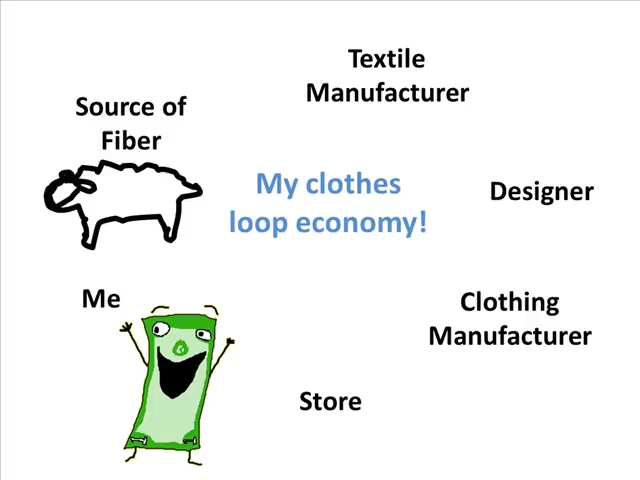 Textile
Manufacturer
Source of
Fiber
My clothes
loop economy!
Designer
Me
Clothing
Manufacturer
Store